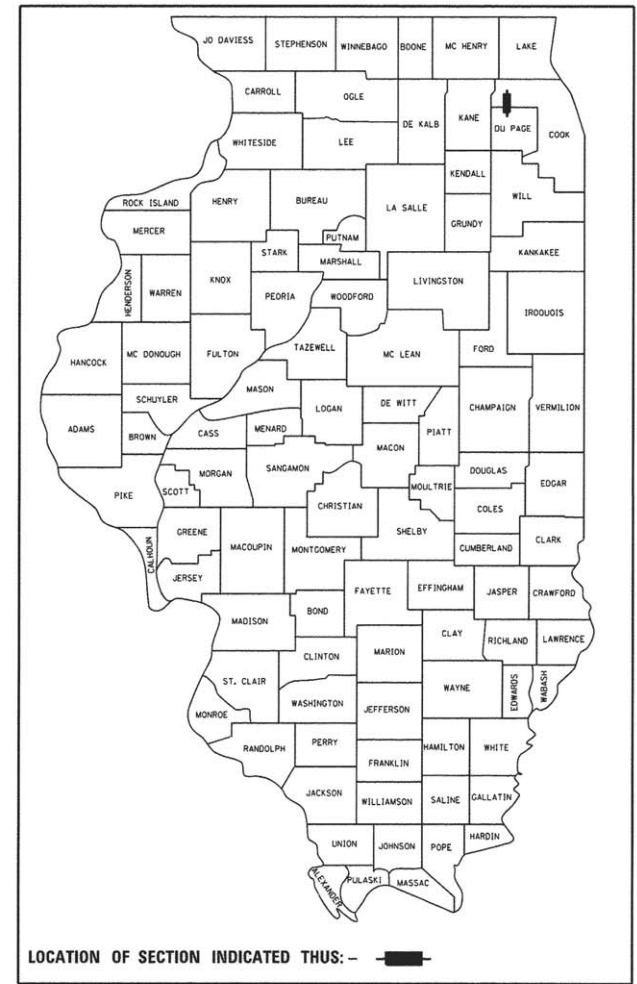 JO DAVIESS STEPHENSON WINNEBAGO BOONE MC HENRY LAKE
CARROLL OGLE DE KALB KANE DU PAGE COOK
WHITESIDE LEE
KENDALL WILL
ROCK ISLAND HENRY BUREAU LA SALLE GRUNDY
MERCER PUTNAM
STARK MARSHALL KANKAKEE
HENDERSON WARREN KNOX PEORIA WOODFORD LIVINGSTON IROQUOIS
HANCOCK MC DONOUGH FULTON TAZEWELL MC LEAN FORD
SCHUYLER MASON LOGAN DE WITT CHAMPAIGN VERMILION
ADAMS BROWN CASS MENARD MACON PIATT
PIKE SCOTT MORGAN SANGAMON MOULTRIE DOUGLAS EDGAR
CHRISTIAN COLES
CALHOUN GREENE MACOUPIN MONTGOMERY SHELBY CUMBERLAND CLARK
JERSEY FAYETTE EFFINGHAM JASPER CRAWFORD
MADISON BOND
CLAY RICHLAND LAWRENCE
CLINTON MARION
ST. CLAIR WASHINGTON WAYNE EDWARDS WABASH
MONROE JEFFERSON
RANDOLPH PERRY HAMILTON WHITE
FRANKLIN
JACKSON WILLIAMSON SALINE GALLATIN
UNION JOHNSON POPE HARDIN
ALEXANDER PULASKI MASSAC
LOCATION OF SECTION INDICATED THUS: –